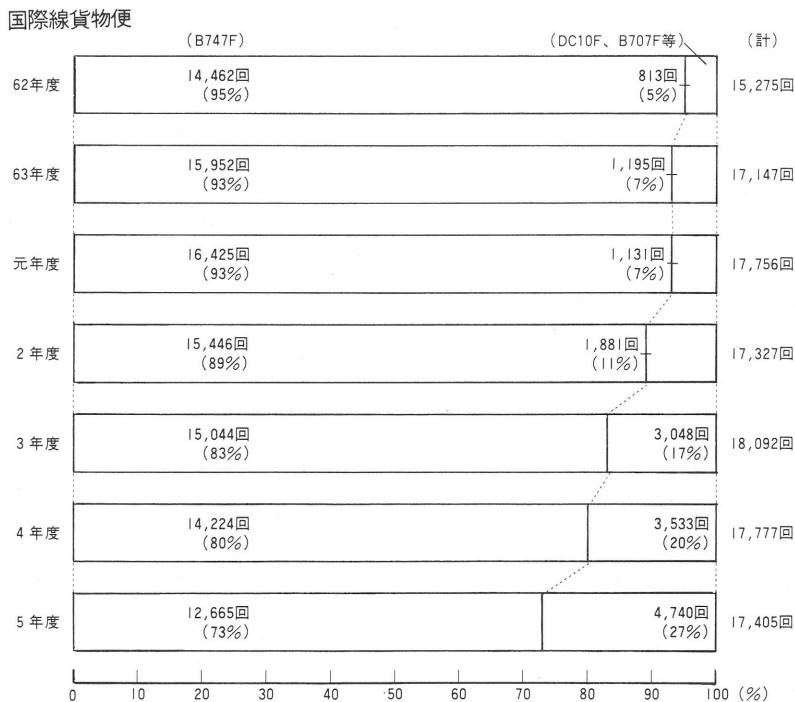 国際線貨物便
（B747F） （DC10F、B707F等） （計）
62年度 14,462回 813回 15,275回
（95%） （5%）
63年度 15,952回 1,195回 17,147回
（93%） （7%）
元年度 16,425回 1,131回 17,756回
（93%） （7%）
2年度 15,446回 1,881回 17,327回
（89%） （11%）
3年度 15,044回 3,048回 18,092回
（83%） （17%）
4年度 14,224回 3,533回 17,777回
（80%） （20%）
5年度 12,665回 4,740回 17,405回
（73%） （27%）
0 10 20 30 40 50 60 70 80 90 100 （%）